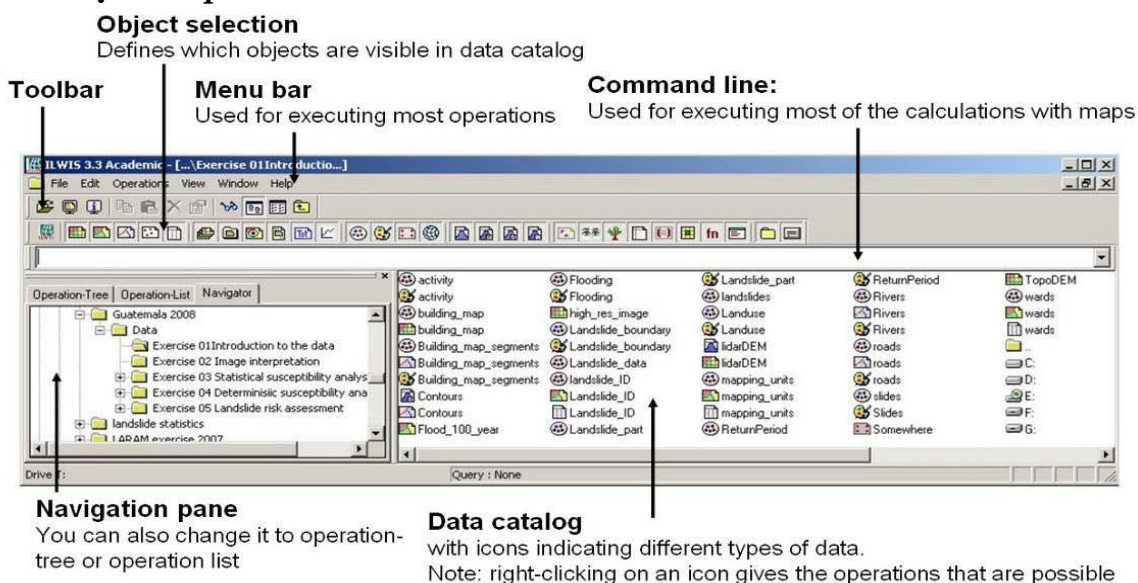 Object selection
Defines which objects are visible in data catalog
Toolbar
Menu bar
Used for executing most operations
Command line:
Used for executing most of the calculations with maps
ILWIS 3.3 Academic - [...\Exercise 01Introductio...]
File Edit Operations View Window Help
Operation-Tree Operation-List Navigator
Guatemala 2008
Data
Exercise 01Introduction to the data
Exercise 02 Image interpretation
Exercise 03 Statistical susceptibility analys
Exercise 04 Determinisiic susceptibility ana
Exercise 05 Landslide risk assessment
landslide statistics
LARAM exercise 2007
activity
activity
building_map
building_map
Building_map_segments
Building_map_segments
Building_map_segments
Contours
Contours
Flood_100_year
Flooding
Flooding
high_res_image
Landslide_boundary
Landslide_boundary
Landslide_data
landslide_ID
Landslide_ID
Landslide_ID
Landslide_part
Landslide_part
landslides
Landuse
Landuse
lidarDEM
lidarDEM
mapping_units
mapping_units
mapping_units
ReturnPeriod
ReturnPeriod
Rivers
Rivers
Rivers
roads
roads
roads
slides
Slides
Somewhere
TopoDEM
wards
wards
wards
..
C:
D:
E:
F:
G:
Query : None
Navigation pane
You can also change it to operation-
tree or operation list
Data catalog
with icons indicating different types of data.
Note: right-clicking on an icon gives the operations that are possible